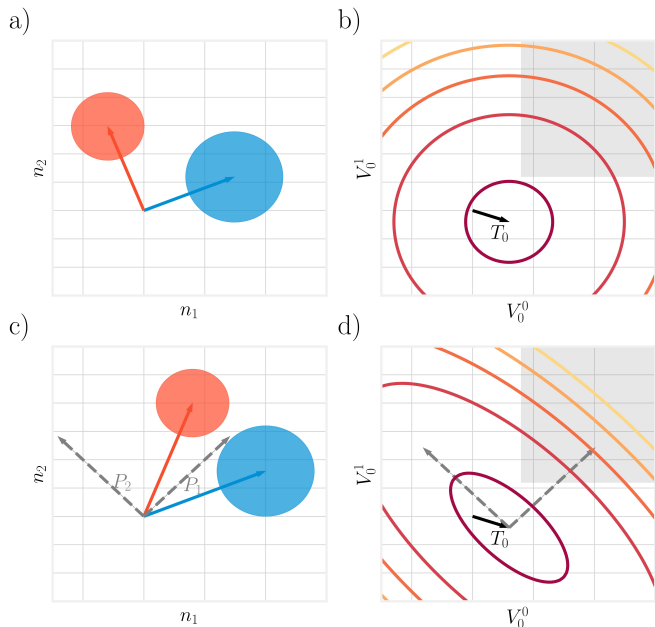 a)
b)
n₂
V₀¹
T₀
n₁
V₀⁰
c)
d)
P₂
P₁
n₂
V₀¹
T₀
n₁
V₀⁰